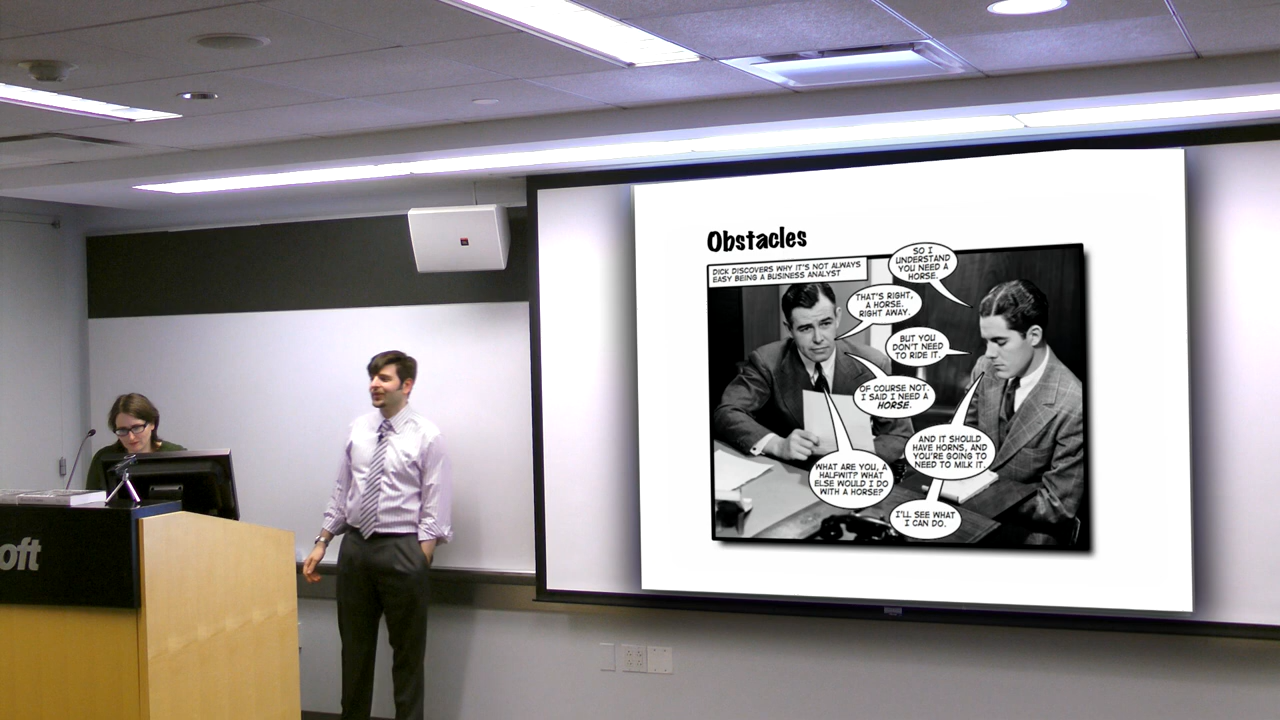 Obstacles
DICK DISCOVERS WHY IT'S NOT ALWAYS
EASY BEING A BUSINESS ANALYST
SO I
UNDERSTAND
YOU NEED A
HORSE.
THAT'S RIGHT,
A HORSE.
RIGHT AWAY.
BUT YOU
DON'T NEED
TO RIDE IT.
OF COURSE NOT.
I SAID I NEED A
HORSE.
AND IT SHOULD
HAVE HORNS, AND
YOU'RE GOING TO
NEED TO MILK IT.
WHAT ARE YOU, A
HALFWIT? WHAT
ELSE WOULD I DO
WITH A HORSE?
I'LL SEE WHAT
I CAN DO.
oft